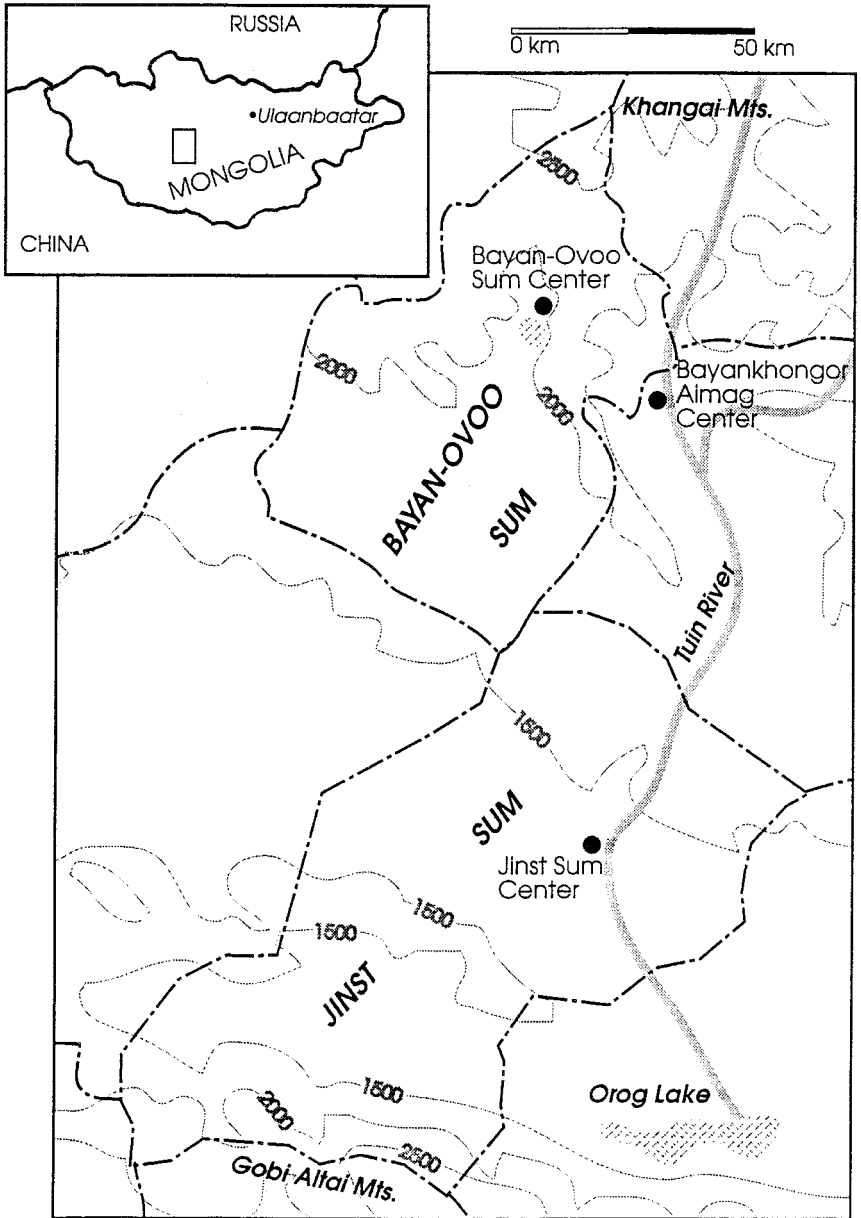 RUSSIA
Ulaanbaatar
MONGOLIA
CHINA
0 km
50 km
Khangai Mts.
2500
Bayan-Ovoo
Sum Center
2000
Bayankhongor
Aimag
Center
2000
BAYAN-OVOO
SUM
Tuin River
1500
SUM
Jinst Sum
Center
1500
1500
JINST
1500
2000
Orog Lake
2500
Gobi Altai Mts.